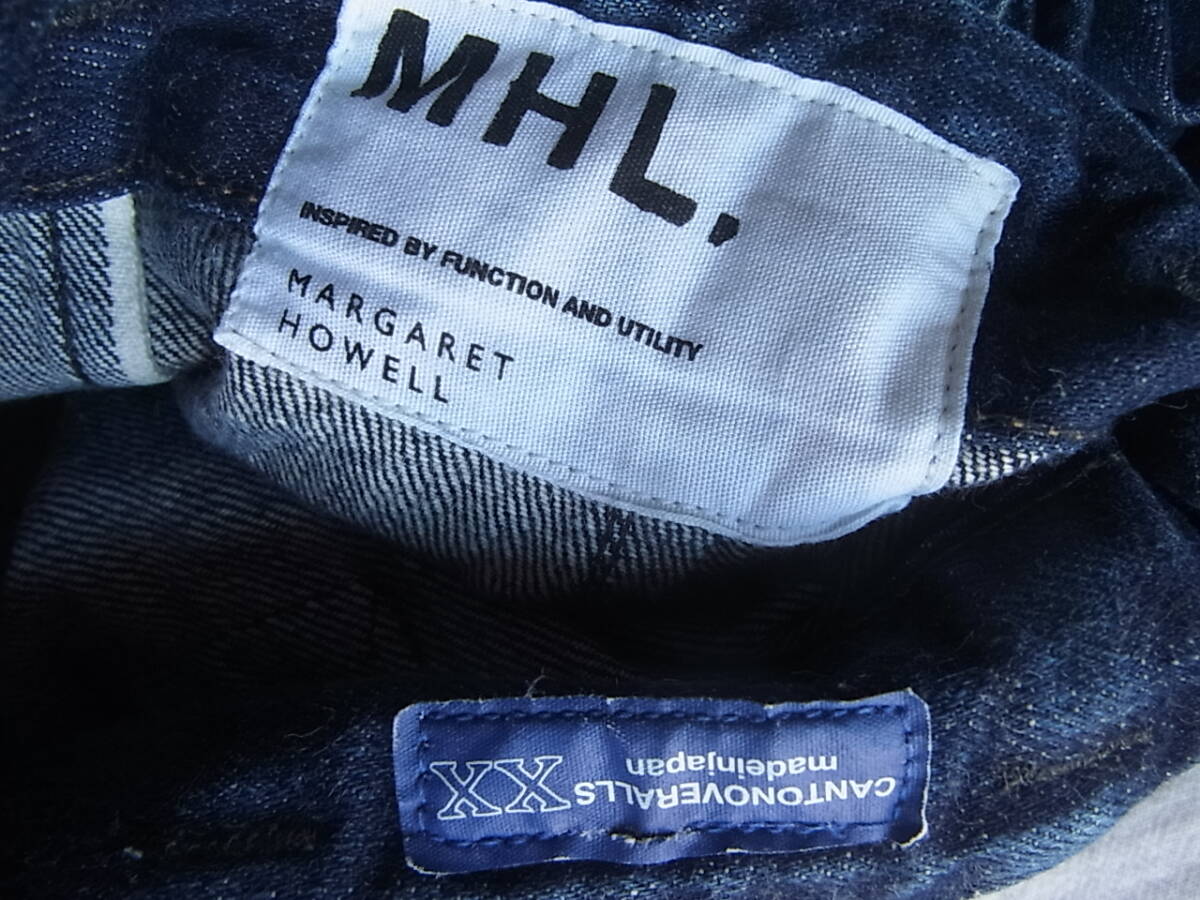 MHL.
INSPIRED BY FUNCTION AND UTILITY
MARGARET
HOWELL
CANTONOVERALLS XX
madeinjapan